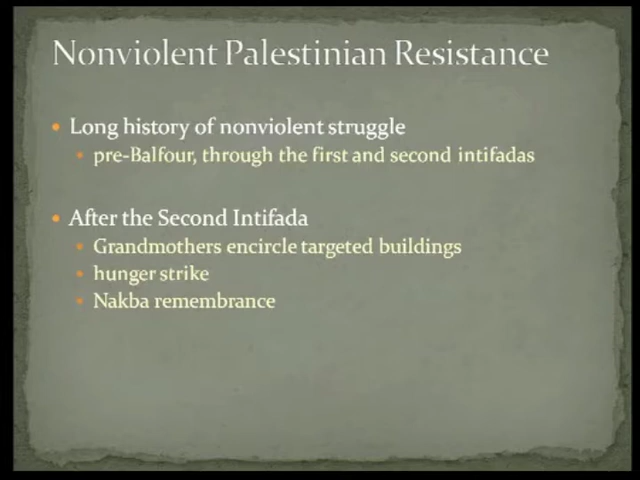 Nonviolent Palestinian Resistance
• Long history of nonviolent struggle
• pre-Balfour, through the first and second intifadas
• After the Second Intifada
• Grandmothers encircle targeted buildings
• hunger strike
• Nakba remembrance